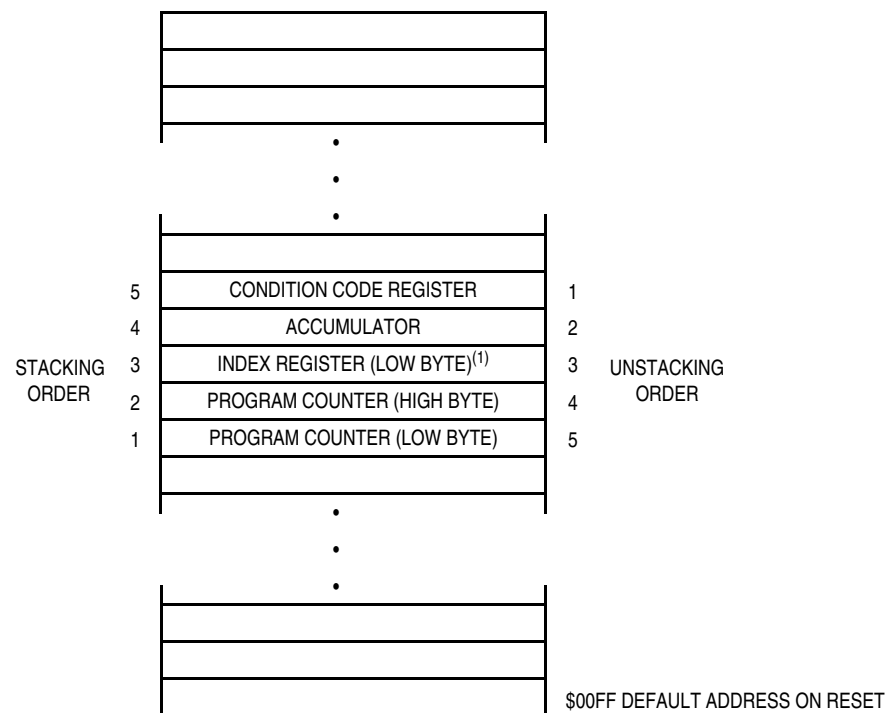 5 CONDITION CODE REGISTER 1
4 ACCUMULATOR 2
STACKING ORDER
3 INDEX REGISTER (LOW BYTE)(1) 3
UNSTACKING ORDER
2 PROGRAM COUNTER (HIGH BYTE) 4
1 PROGRAM COUNTER (LOW BYTE) 5
$00FF DEFAULT ADDRESS ON RESET